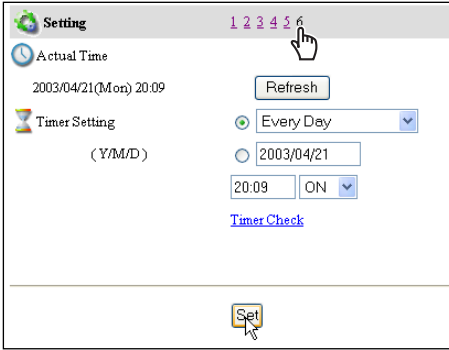 Setting 1 2 3 4 5 6
Actual Time
2003/04/21(Mon) 20:09 Refresh
Timer Setting Every Day
(Y/M/D) 2003/04/21
20:09 ON
Timer Check
Set